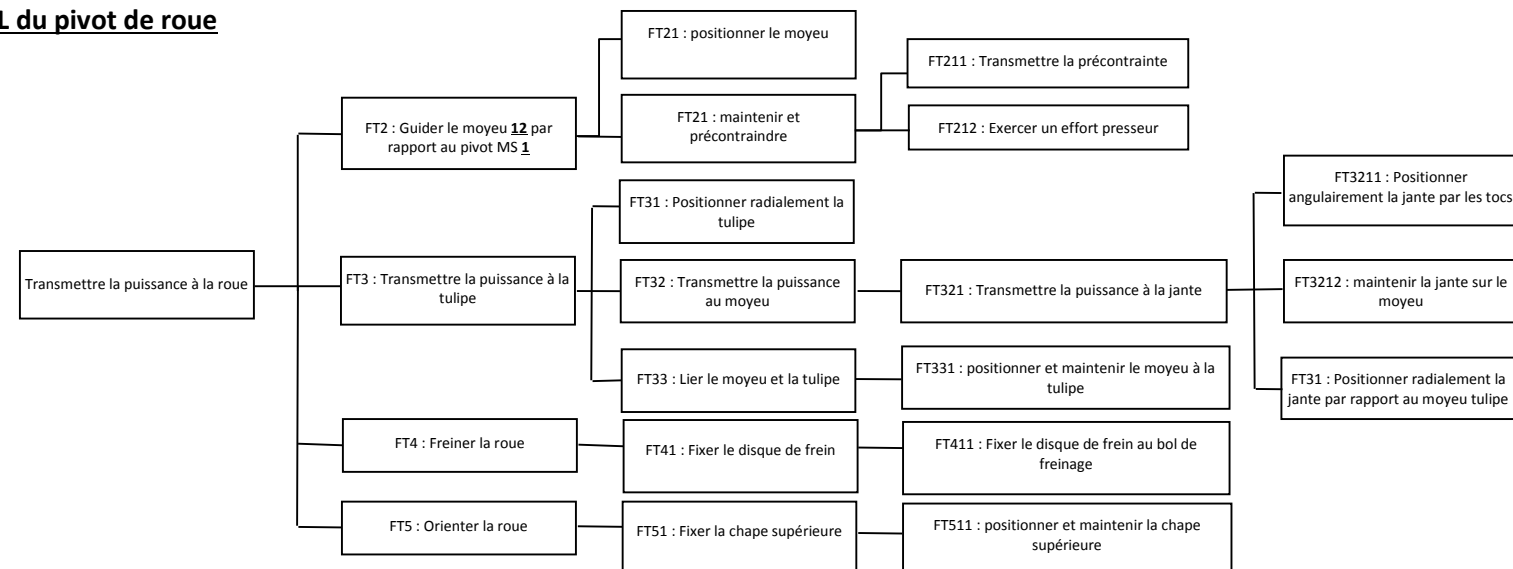 L du pivot de roue
FT21 : positionner le moyeu
FT211 : Transmettre la précontrainte
FT2 : Guider le moyeu 12 par
rapport au pivot MS 1
FT21 : maintenir et
précontraindre
FT212 : Exercer un effort presseur
FT3211 : Positionner
angulairement la jante par les tocs
FT31 : Positionner radialement la
tulipe
Transmettre la puissance à la roue
FT3 : Transmettre la puissance à la
tulipe
FT32 : Transmettre la puissance
au moyeu
FT321 : Transmettre la puissance à la jante
FT3212 : maintenir la jante sur le
moyeu
FT33 : Lier le moyeu et la tulipe
FT331 : positionner et maintenir le moyeu à la
tulipe
FT31 : Positionner radialement la
jante par rapport au moyeu tulipe
FT4 : Freiner la roue
FT41 : Fixer le disque de frein
FT411 : Fixer le disque de frein au bol de
freinage
FT5 : Orienter la roue
FT51 : Fixer la chape supérieure
FT511 : positionner et maintenir la chape
supérieure